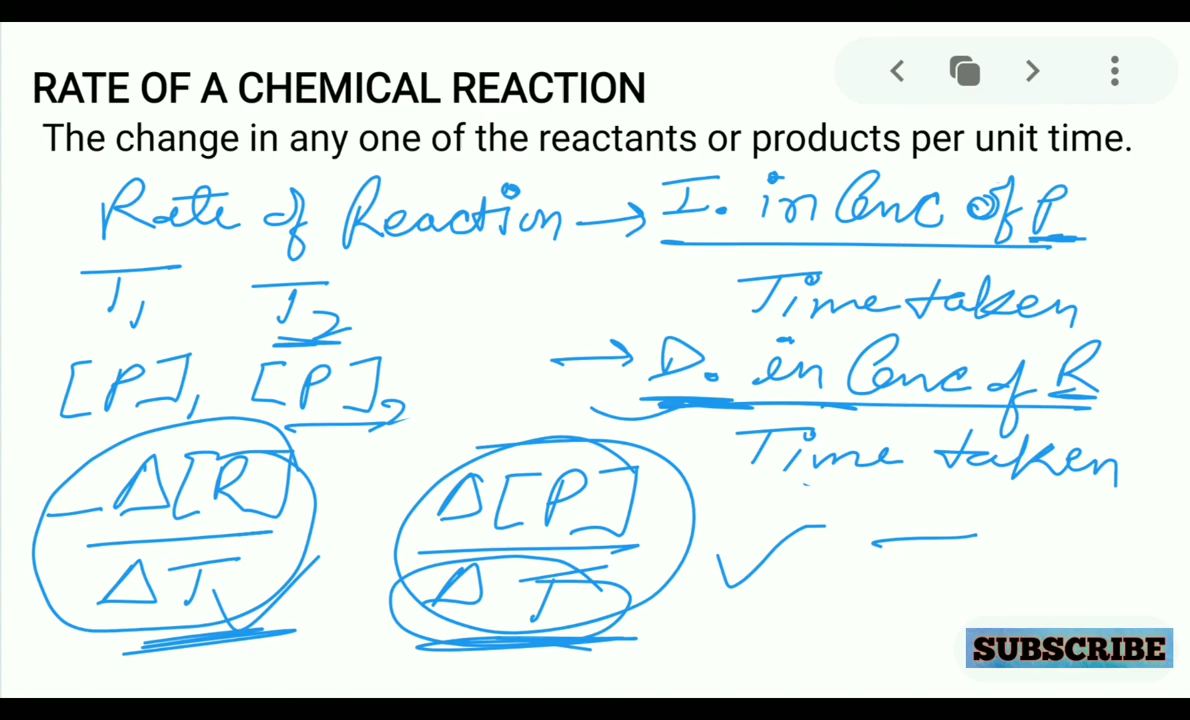 RATE OF A CHEMICAL REACTION
The change in any one of the reactants or products per unit time.
Rate of Reaction → I. in Conc of P
Time taken
T1 T2
→ D. in Conc of R
Time taken
[P]1 [P]2
-Δ[R]
ΔT
Δ[P]
ΔT
SUBSCRIBE